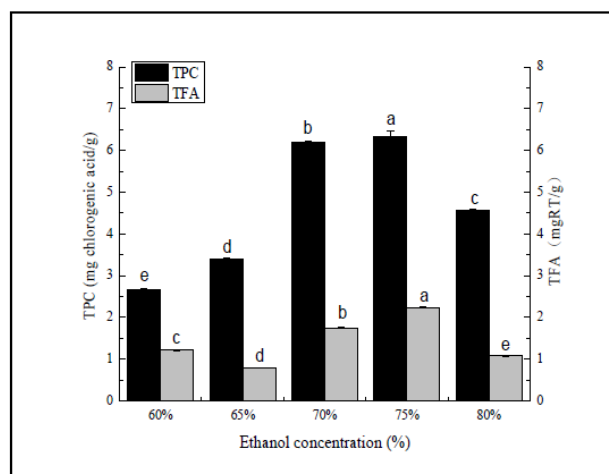 8
7
6
5
4
3
2
1
0
TPC (mg chlorogenic acid/g)
TPC
TFA
e
c
d
d
b
b
a
a
c
e
8
7
6
5
4
3
2
1
0
TFA (mgRT/g)
60% 65% 70% 75% 80%
Ethanol concentration (%)